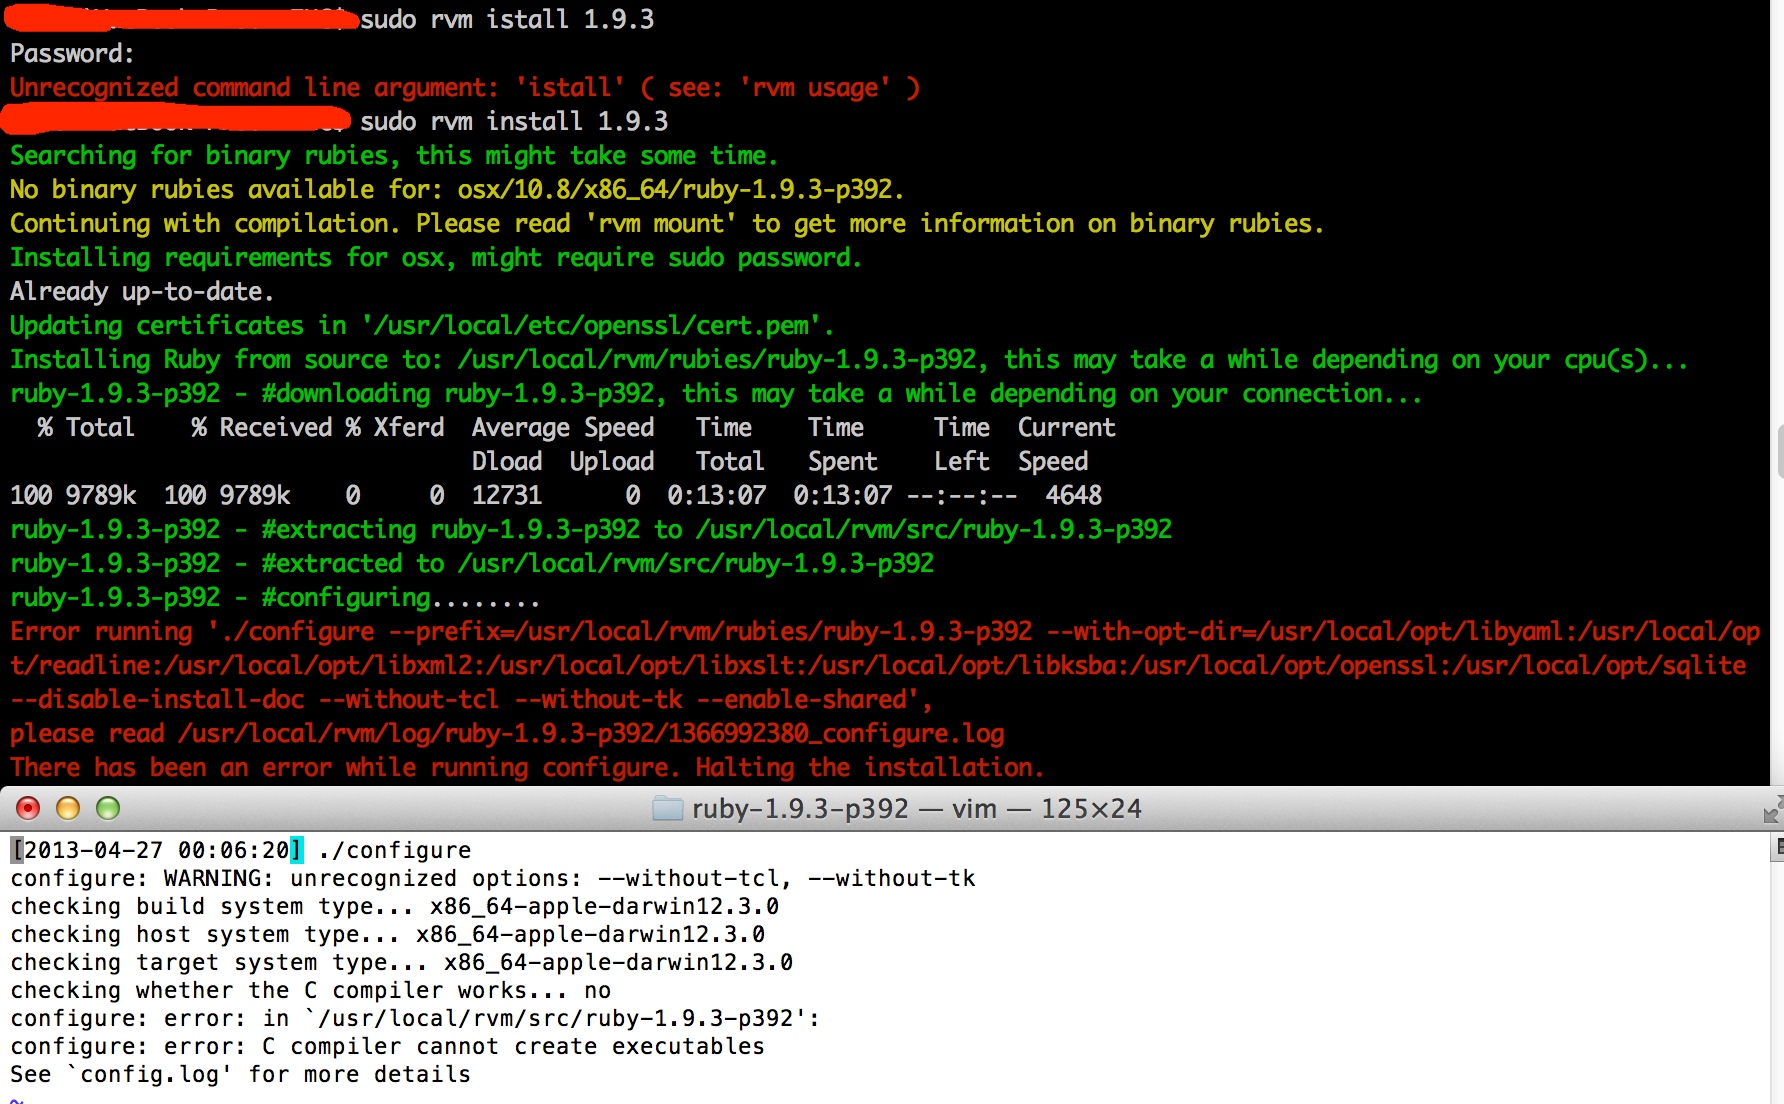 sudo rvm istall 1.9.3
Password:
Unrecognized command line argument: 'istall' ( see: 'rvm usage' )
sudo rvm install 1.9.3
Searching for binary rubies, this might take some time.
No binary rubies available for: osx/10.8/x86_64/ruby-1.9.3-p392.
Continuing with compilation. Please read 'rvm mount' to get more information on binary rubies.
Installing requirements for osx, might require sudo password.
Already up-to-date.
Updating certificates in '/usr/local/etc/openssl/cert.pem'.
Installing Ruby from source to: /usr/local/rvm/rubies/ruby-1.9.3-p392, this may take a while depending on your cpu(s)...
ruby-1.9.3-p392 - #downloading ruby-1.9.3-p392, this may take a while depending on your connection...
% Total % Received % Xferd Average Speed Time Time Time Current
Dload Upload Total Spent Left Speed
100 9789k 100 9789k 0 0 12731 0 0:13:07 0:13:07 --:--:-- 4648
ruby-1.9.3-p392 - #extracting ruby-1.9.3-p392 to /usr/local/rvm/src/ruby-1.9.3-p392
ruby-1.9.3-p392 - #extracted to /usr/local/rvm/src/ruby-1.9.3-p392
ruby-1.9.3-p392 - #configuring........
Error running './configure --prefix=/usr/local/rvm/rubies/ruby-1.9.3-p392 --with-opt-dir=/usr/local/opt/libyaml:/usr/local/op
t/readline:/usr/local/opt/libxml2:/usr/local/opt/libxslt:/usr/local/opt/libksba:/usr/local/opt/openssl:/usr/local/opt/sqlite
--disable-install-doc --without-tcl --without-tk --enable-shared',
please read /usr/local/rvm/log/ruby-1.9.3-p392/1366992380_configure.log
There has been an error while running configure. Halting the installation.
ruby-1.9.3-p392 — vim — 125×24
[2013-04-27 00:06:20] ./configure
configure: WARNING: unrecognized options: --without-tcl, --without-tk
checking build system type... x86_64-apple-darwin12.3.0
checking host system type... x86_64-apple-darwin12.3.0
checking target system type... x86_64-apple-darwin12.3.0
checking whether the C compiler works... no
configure: error: in `/usr/local/rvm/src/ruby-1.9.3-p392':
configure: error: C compiler cannot create executables
See `config.log' for more details
~